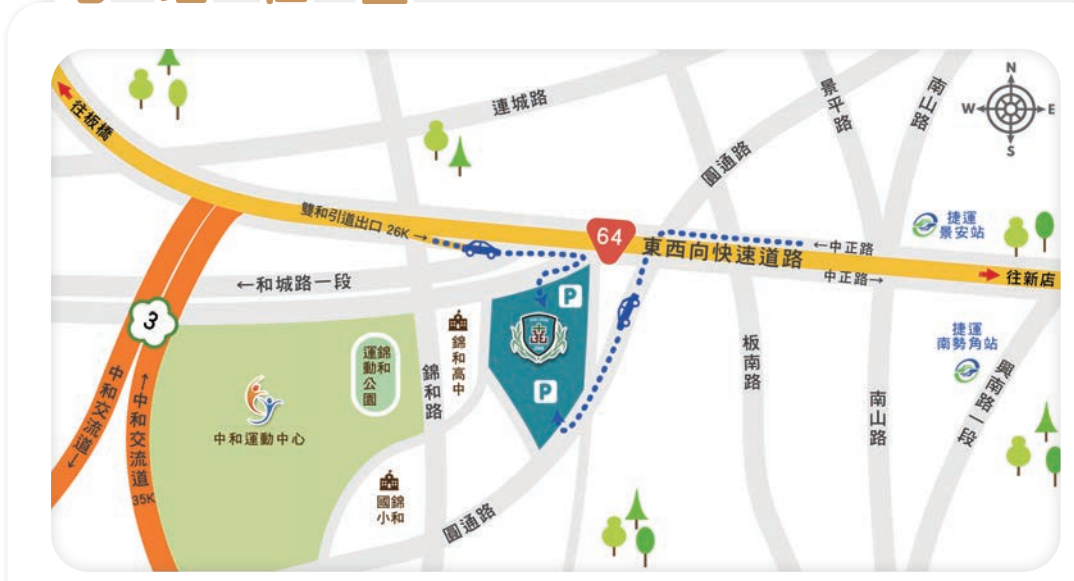 N
W
E
S
往板橋
連城路
景平路
南山路
圓通路
雙和引道出口 26K →
64
東西向快速道路
←中正路
中正路→
捷運
景安站
往新店
←和城路一段
3
P
錦和高中
錦和
運動公園
錦和路
中和運動中心
中和交流道→
←中和交流道
35K
P
板南路
南山路
捷運
南勢角站
興南路一段
錦和
國小
圓通路